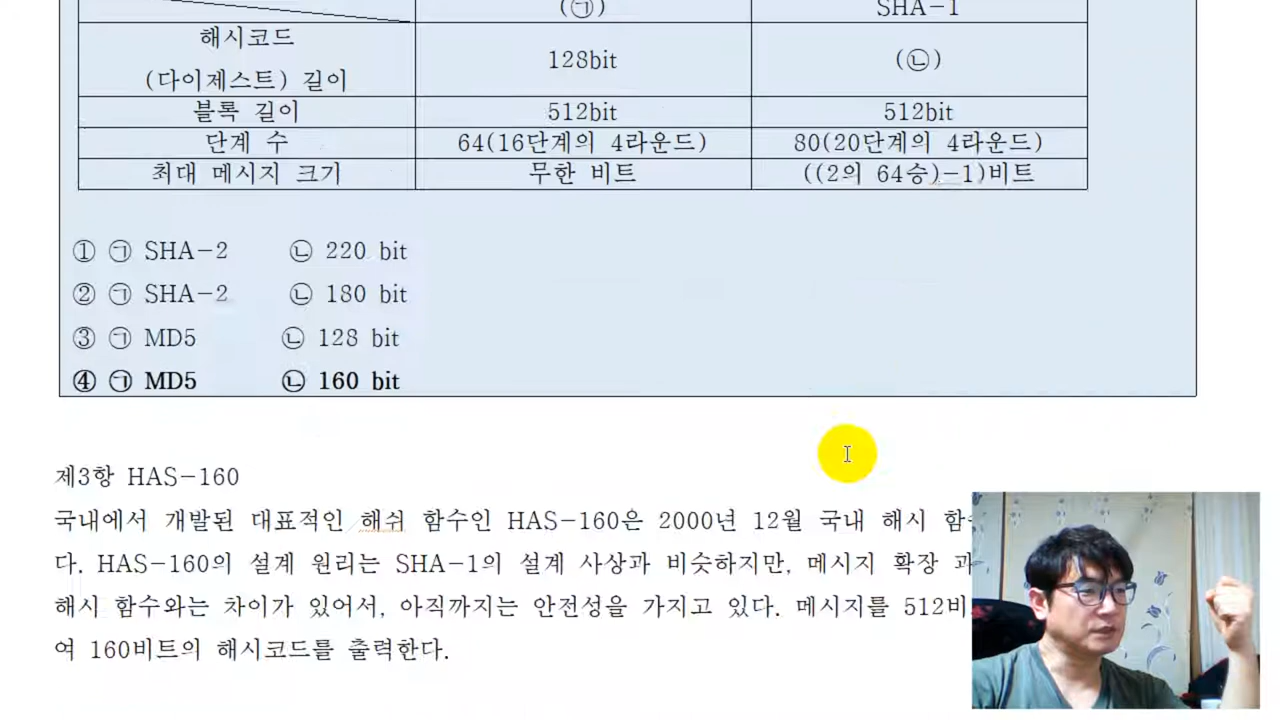 (㉠) SHA-1
해시코드
(다이제스트) 길이 128bit (㉡)
블록 길이 512bit 512bit
단계 수 64(16단계의 4라운드) 80(20단계의 4라운드)
최대 메시지 크기 무한 비트 ((2의 64승)-1)비트
① ㉠ SHA-2 ㉡ 220 bit
② ㉠ SHA-2 ㉡ 180 bit
③ ㉠ MD5 ㉡ 128 bit
④ ㉠ MD5 ㉡ 160 bit
제3항 HAS-160
국내에서 개발된 대표적인 해쉬 함수인 HAS-160은 2000년 12월 국내 해시
다. HAS-160의 설계 원리는 SHA-1의 설계 사상과 비슷하지만, 메시지 확장
해시 함수와는 차이가 있어서, 아직까지는 안전성을 가지고 있다. 메시지를
여 160비트의 해시코드를 출력한다.